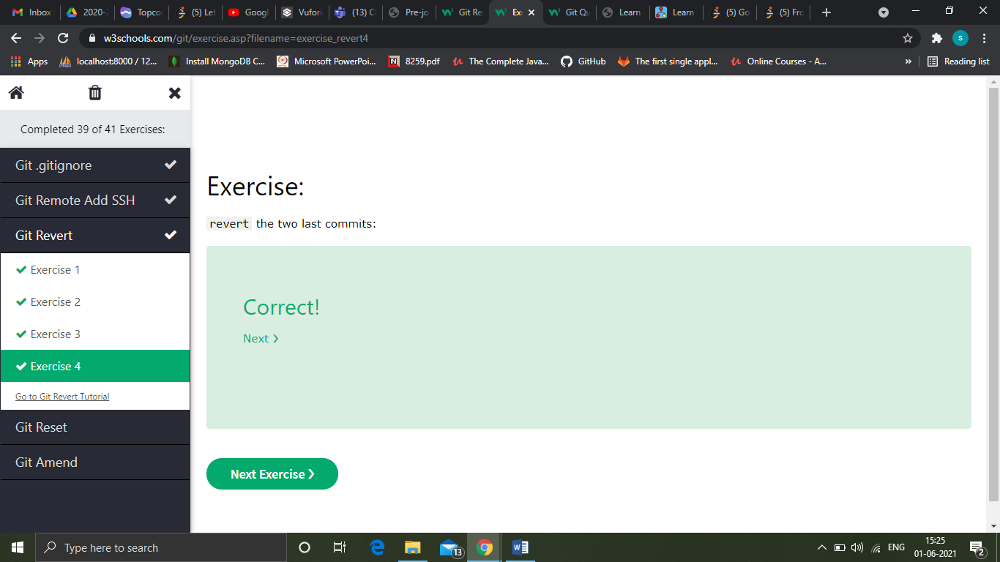 Inbox
2020-2
Topco
(5) Let
Googl
Vufori
(13) C
Pre-jo
Git Re
Exe
Git Qu
Learn
Learn
(5) Go
(5) Fro
w3schools.com/git/exercise.asp?filename=exercise_revert4
s
Apps
localhost:8000 / 12...
Install MongoDB C...
Microsoft PowerPoi...
8259.pdf
The Complete Java...
GitHub
The first single appl...
Online Courses - A...
»
Reading list
Completed 39 of 41 Exercises:
Git .gitignore
Git Remote Add SSH
Git Revert
Exercise 1
Exercise 2
Exercise 3
Exercise 4
Go to Git Revert Tutorial
Git Reset
Git Amend
Exercise:
revert the two last commits:
Correct!
Next ❯
Next Exercise ❯
Type here to search
13
ENG
15:25
01-06-2021
2